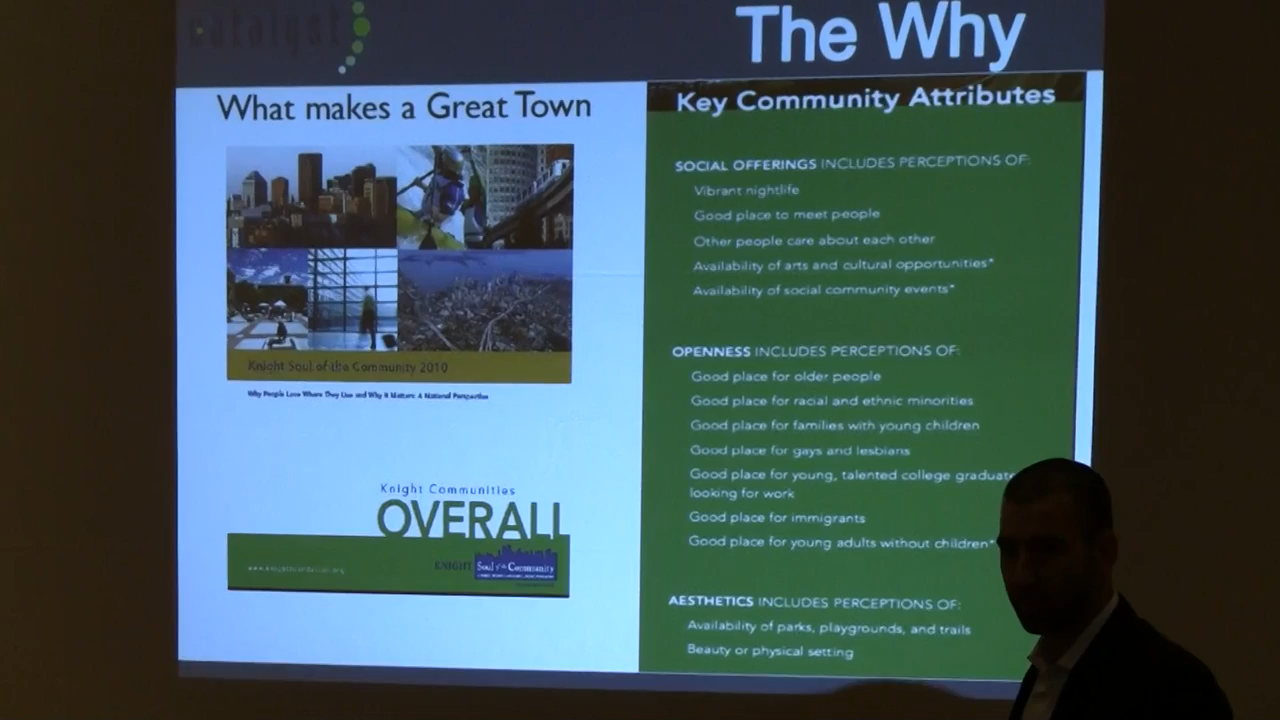 catalyst
The Why
What makes a Great Town
Knight Soul of the Community 2010
Why People Love Where They Live and Why It Matters: A National Perspective
Knight Communities
OVERALL
www.knightfoundation.org
KNIGHT
Soul of the Community
Key Community Attributes
SOCIAL OFFERINGS INCLUDES PERCEPTIONS OF:
Vibrant nightlife
Good place to meet people
Other people care about each other
Availability of arts and cultural opportunities*
Availability of social community events*
OPENNESS INCLUDES PERCEPTIONS OF:
Good place for older people
Good place for racial and ethnic minorities
Good place for families with young children
Good place for gays and lesbians
Good place for young, talented college graduate
looking for work
Good place for immigrants
Good place for young adults without children*
AESTHETICS INCLUDES PERCEPTIONS OF:
Availability of parks, playgrounds, and trails
Beauty or physical setting